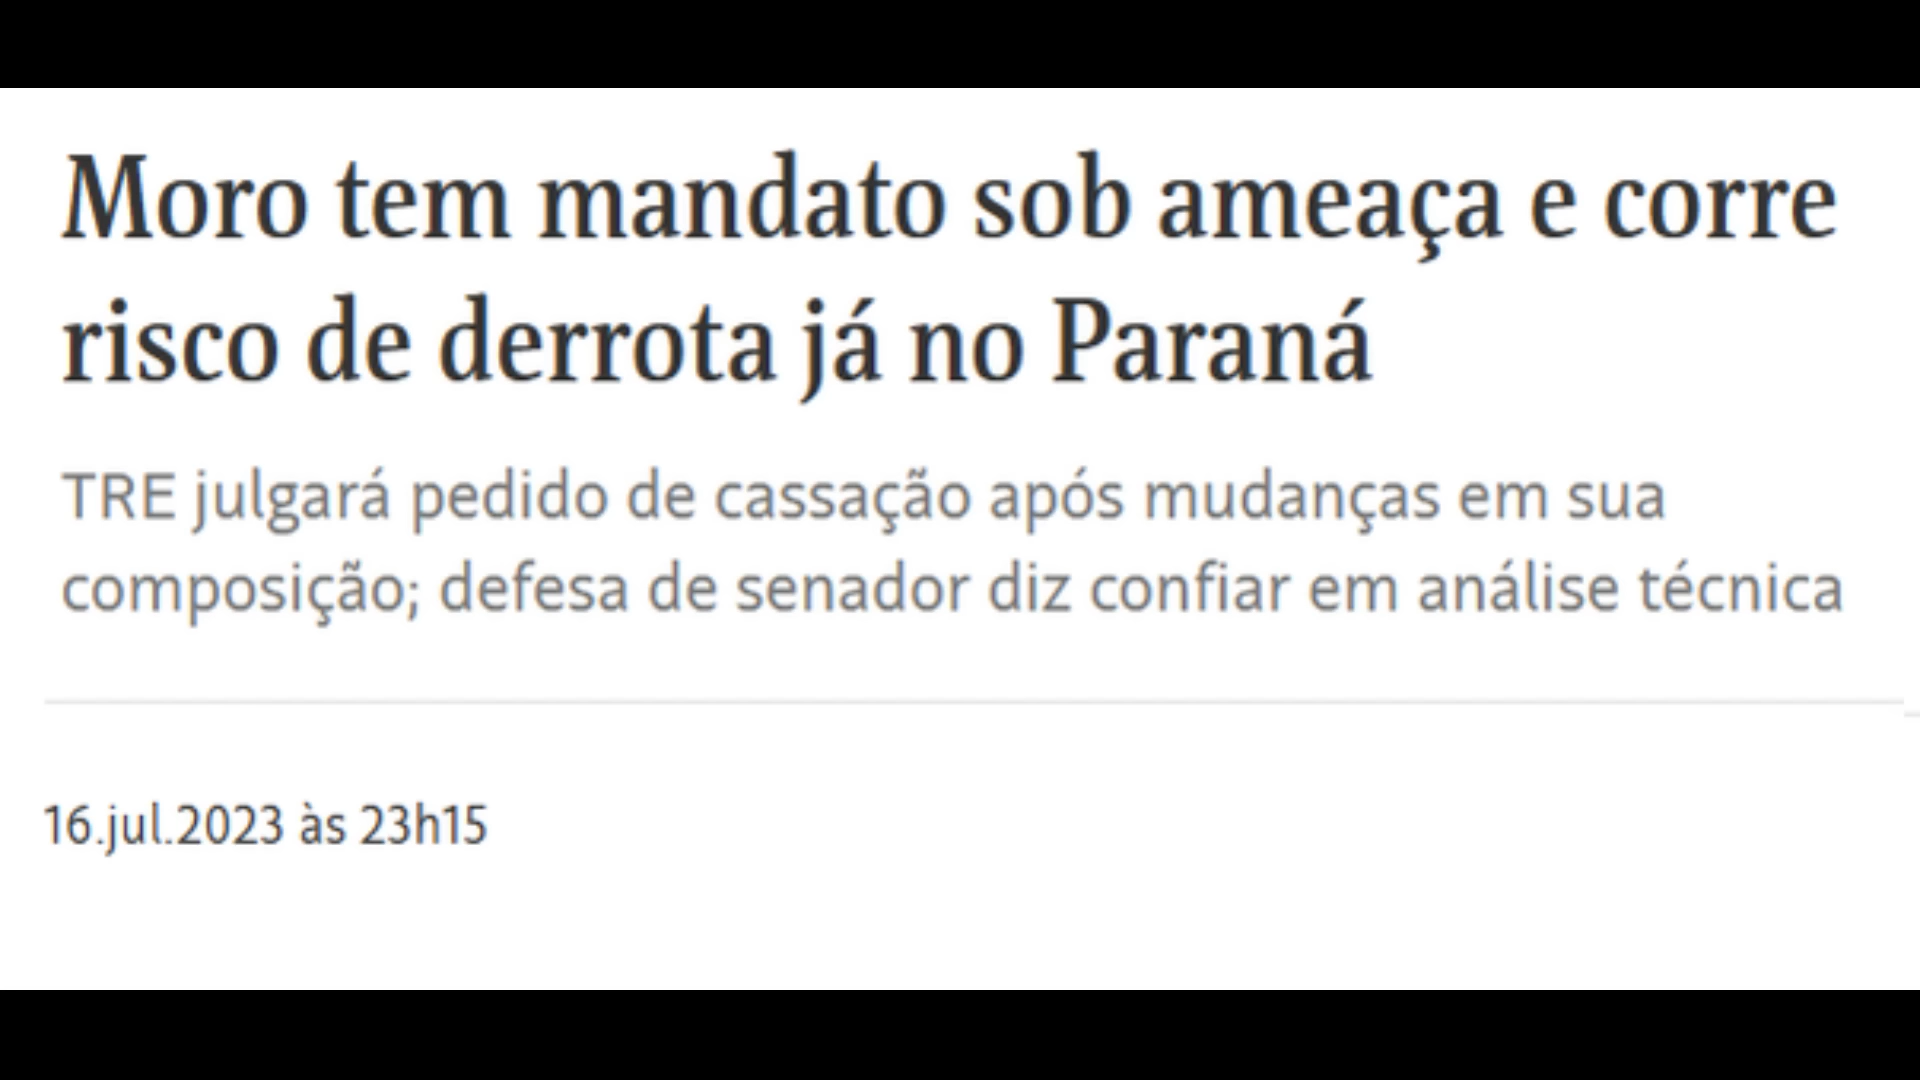 Moro tem mandato sob ameaça e corre
risco de derrota já no Paraná
TRE julgará pedido de cassação após mudanças em sua
composição; defesa de senador diz confiar em análise técnica
16.jul.2023 às 23h15